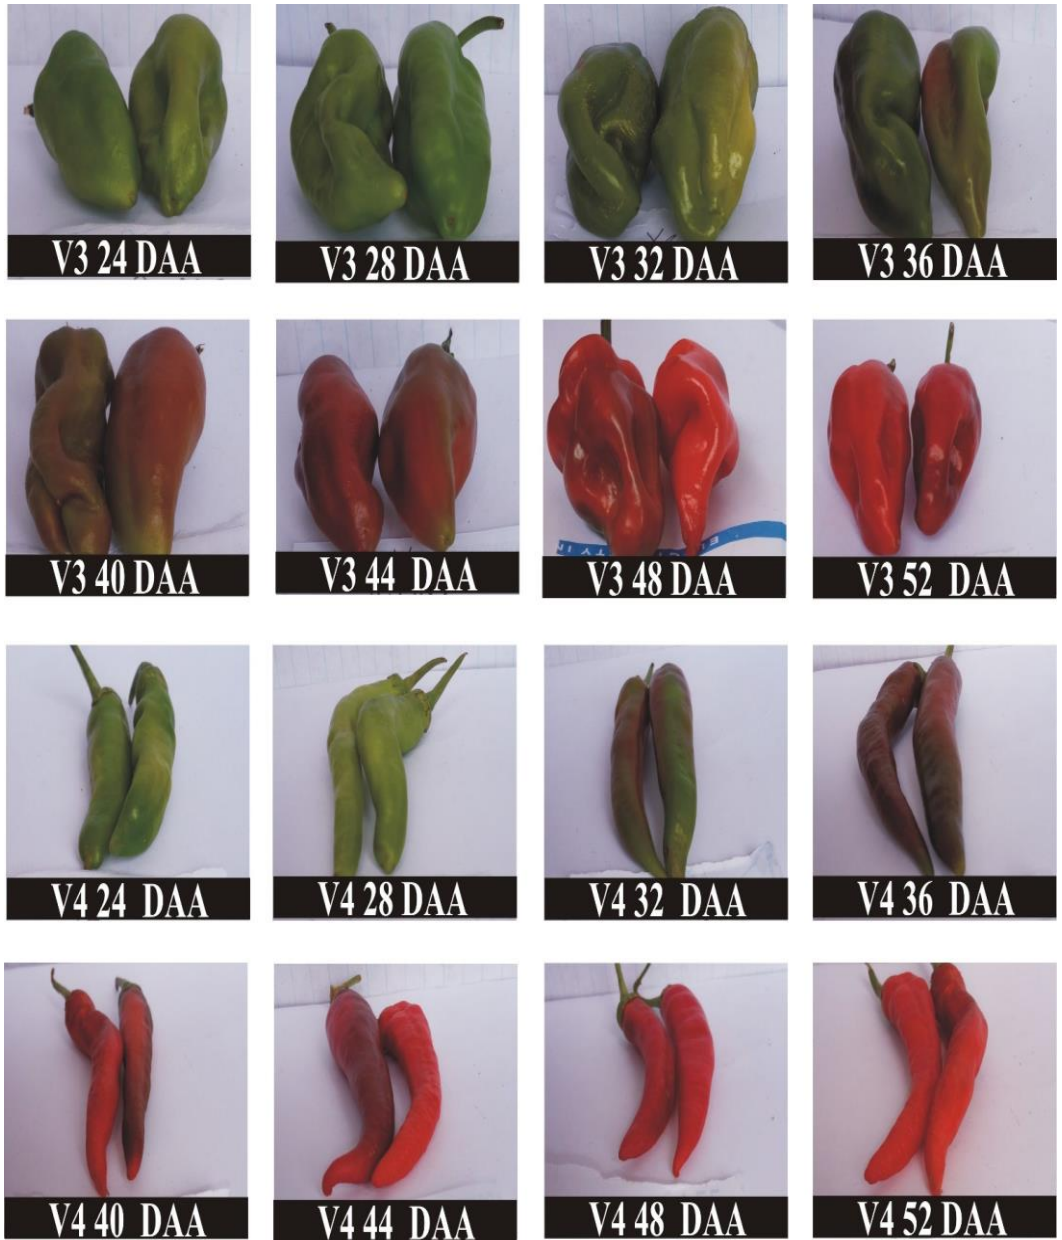 V3 24 DAA
V3 28 DAA
V3 32 DAA
V3 36 DAA
V3 40 DAA
V3 44 DAA
V3 48 DAA
V3 52 DAA
V4 24 DAA
V4 28 DAA
V4 32 DAA
V4 36 DAA
V4 40 DAA
V4 44 DAA
V4 48 DAA
V4 52 DAA